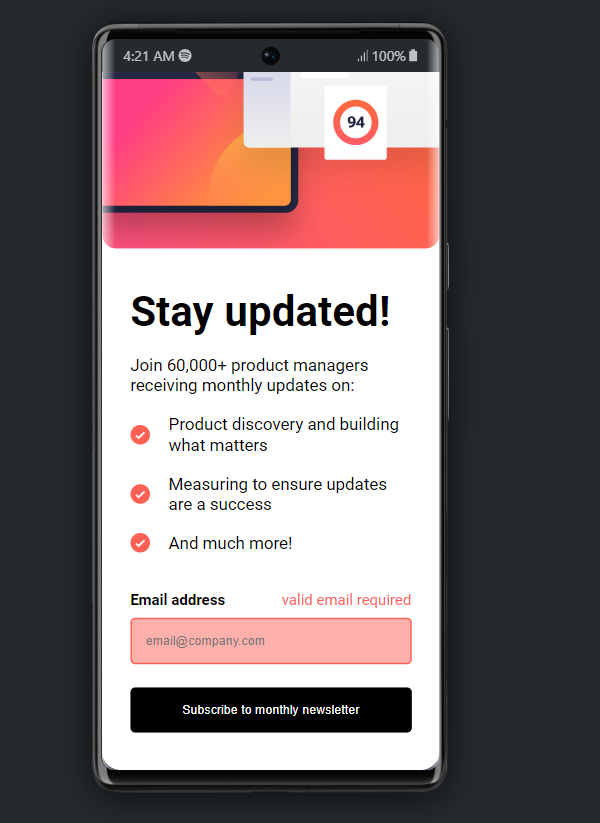 4:21 AM
100%
94
Stay updated!
Join 60,000+ product managers
receiving monthly updates on:
Product discovery and building
what matters
Measuring to ensure updates
are a success
And much more!
Email address
valid email required
email@company.com
Subscribe to monthly newsletter